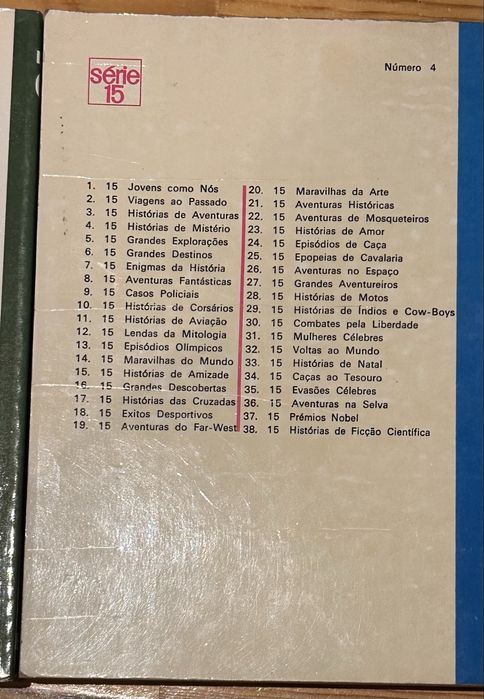 série
15
Número 4
1. 15 Jovens como Nós
2. 15 Viagens ao Passado
3. 15 Histórias de Aventuras
4. 15 Histórias de Mistério
5. 15 Grandes Explorações
6. 15 Grandes Destinos
7. 15 Enigmas da História
8. 15 Aventuras Fantásticas
9. 15 Casos Policiais
10. 15 Histórias de Corsários
11. 15 Histórias de Aviação
12. 15 Lendas da Mitologia
13. 15 Episódios Olímpicos
14. 15 Maravilhas do Mundo
15. 15 Histórias de Amizade
16. 15 Grandes Descobertas
17. 15 Histórias das Cruzadas
18. 15 Exitos Desportivos
19. 15 Aventuras do Far-West
20. 15 Maravilhas da Arte
21. 15 Aventuras Históricas
22. 15 Aventuras de Mosqueteiros
23. 15 Histórias de Amor
24. 15 Episódios de Caça
25. 15 Epopeias de Cavalaria
26. 15 Aventuras no Espaço
27. 15 Grandes Aventureiros
28. 15 Histórias de Motos
29. 15 Histórias de Índios e Cow-Boys
30. 15 Combates pela Liberdade
31. 15 Mulheres Célebres
32. 15 Voltas ao Mundo
33. 15 Histórias de Natal
34. 15 Caças ao Tesouro
35. 15 Evasões Célebres
36. 15 Aventuras na Selva
37. 15 Prémios Nobel
38. 15 Histórias de Ficção Científica